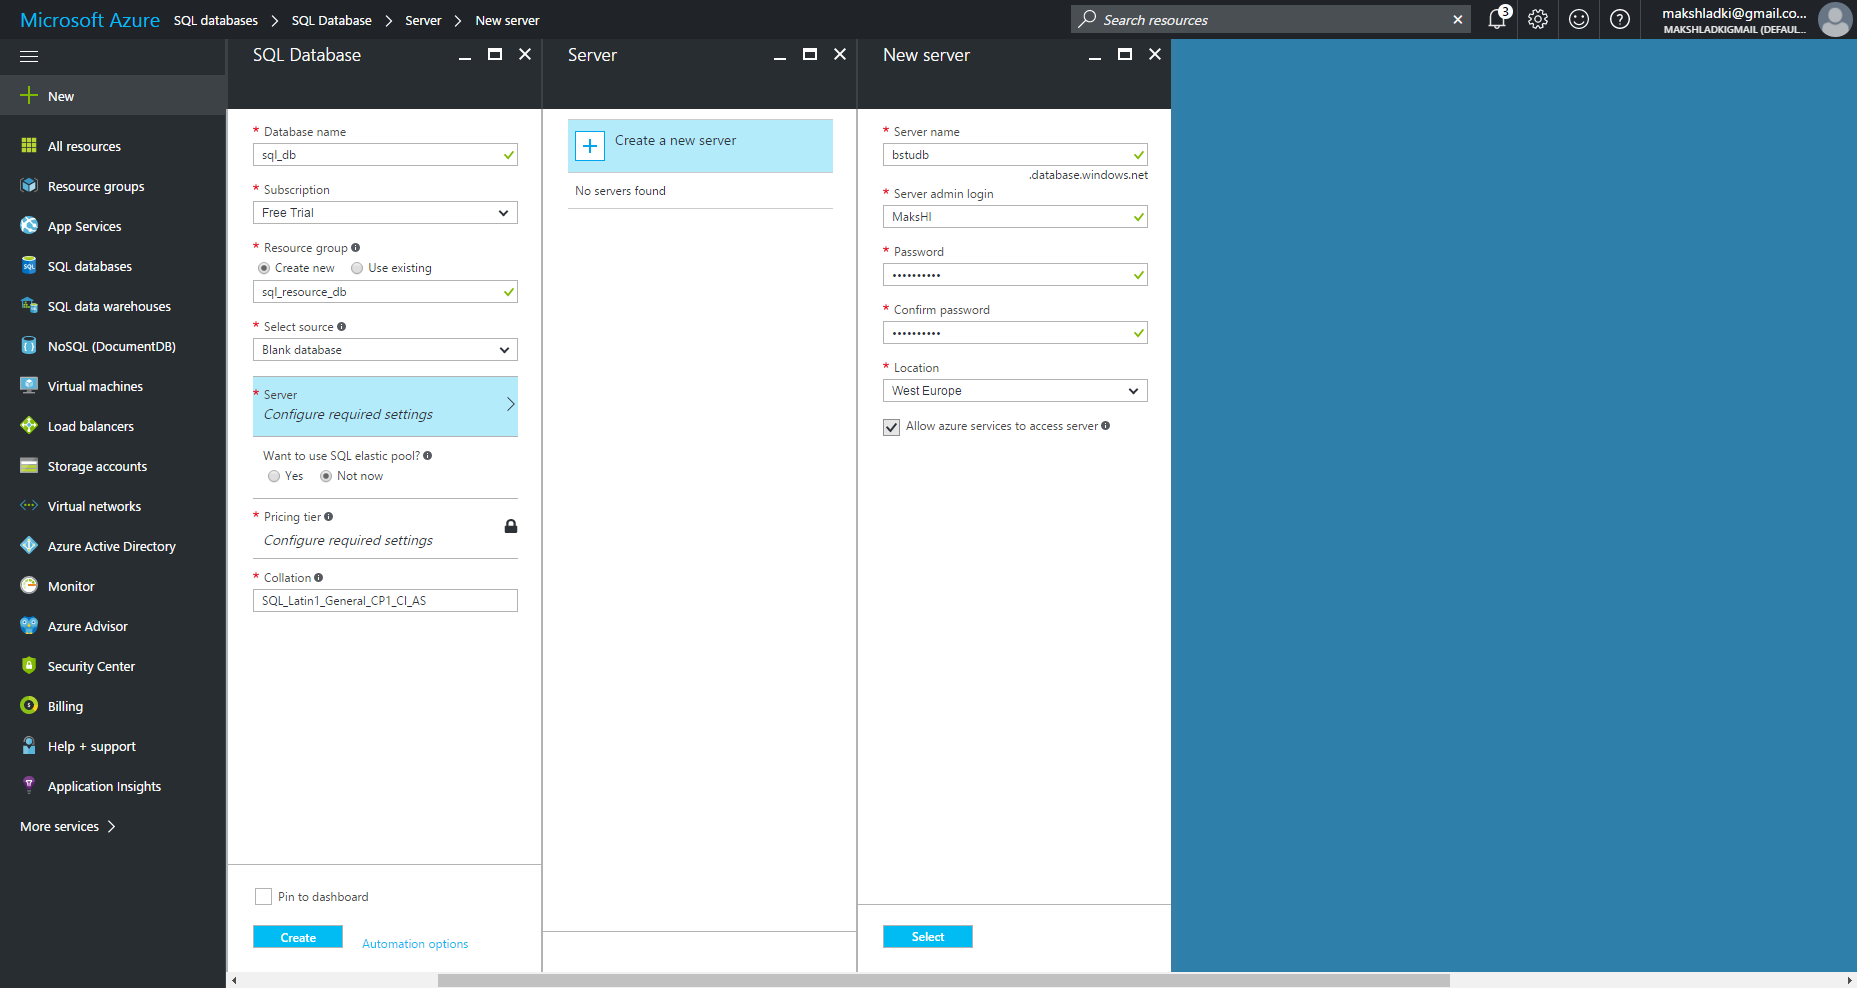 Microsoft Azure SQL databases > SQL Database > Server > New server
Search resources
3
makshladki@gmail.co...
MAKSHLADKIGMAIL (DEFAUL...
New
All resources
Resource groups
App Services
SQL databases
SQL data warehouses
NoSQL (DocumentDB)
Virtual machines
Load balancers
Storage accounts
Virtual networks
Azure Active Directory
Monitor
Azure Advisor
Security Center
Billing
Help + support
Application Insights
More services >
SQL Database
* Database name
sql_db
* Subscription
Free Trial
* Resource group
Create new Use existing
sql_resource_db
* Select source
Blank database
* Server
Configure required settings
Want to use SQL elastic pool?
Yes Not now
* Pricing tier
Configure required settings
* Collation
SQL_Latin1_General_CP1_CI_AS
Pin to dashboard
Create
Automation options
Server
Create a new server
No servers found
New server
* Server name
bstudb
.database.windows.net
* Server admin login
MaksHl
* Password
••••••••••
* Confirm password
••••••••••
* Location
West Europe
Allow azure services to access server
Select